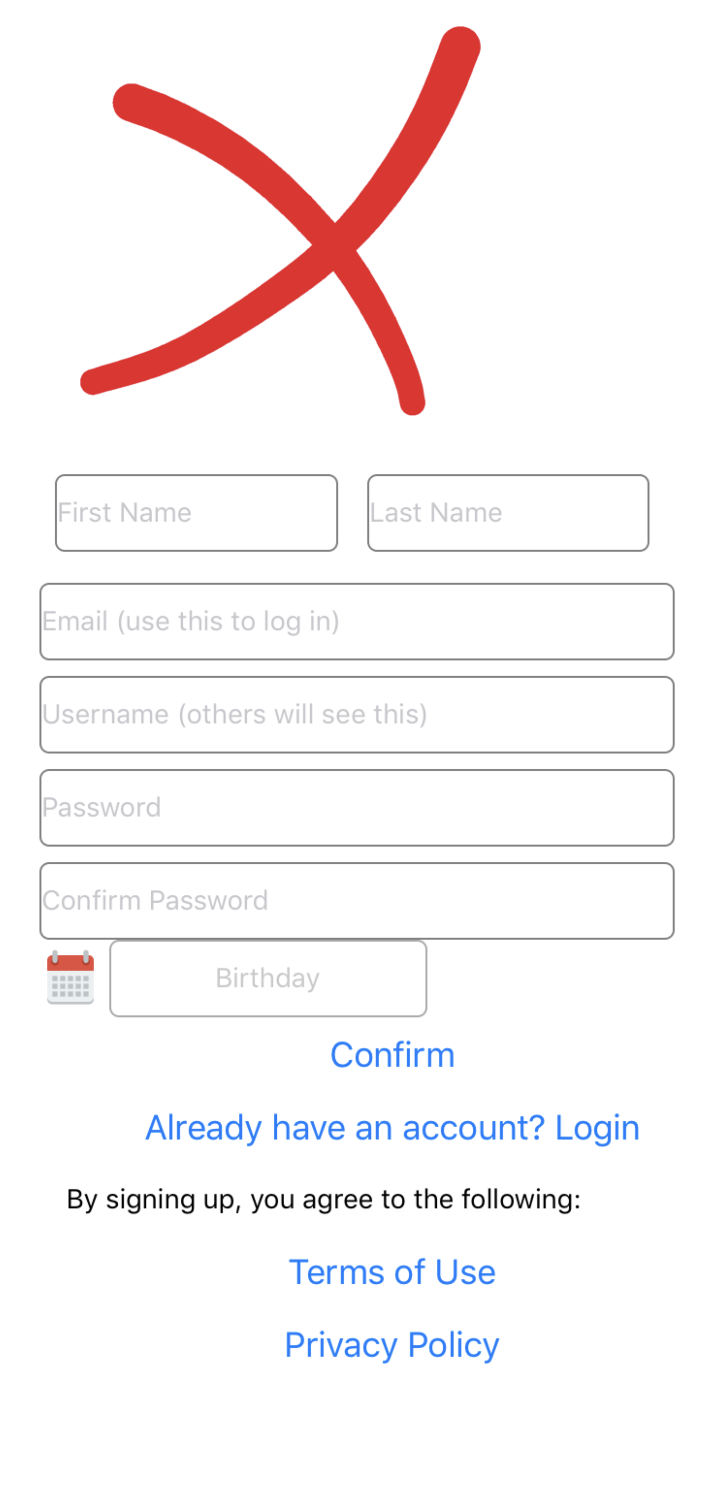 First Name Last Name
Email (use this to log in)
Username (others will see this)
Password
Confirm Password
Birthday
Confirm
Already have an account? Login
By signing up, you agree to the following:
Terms of Use
Privacy Policy